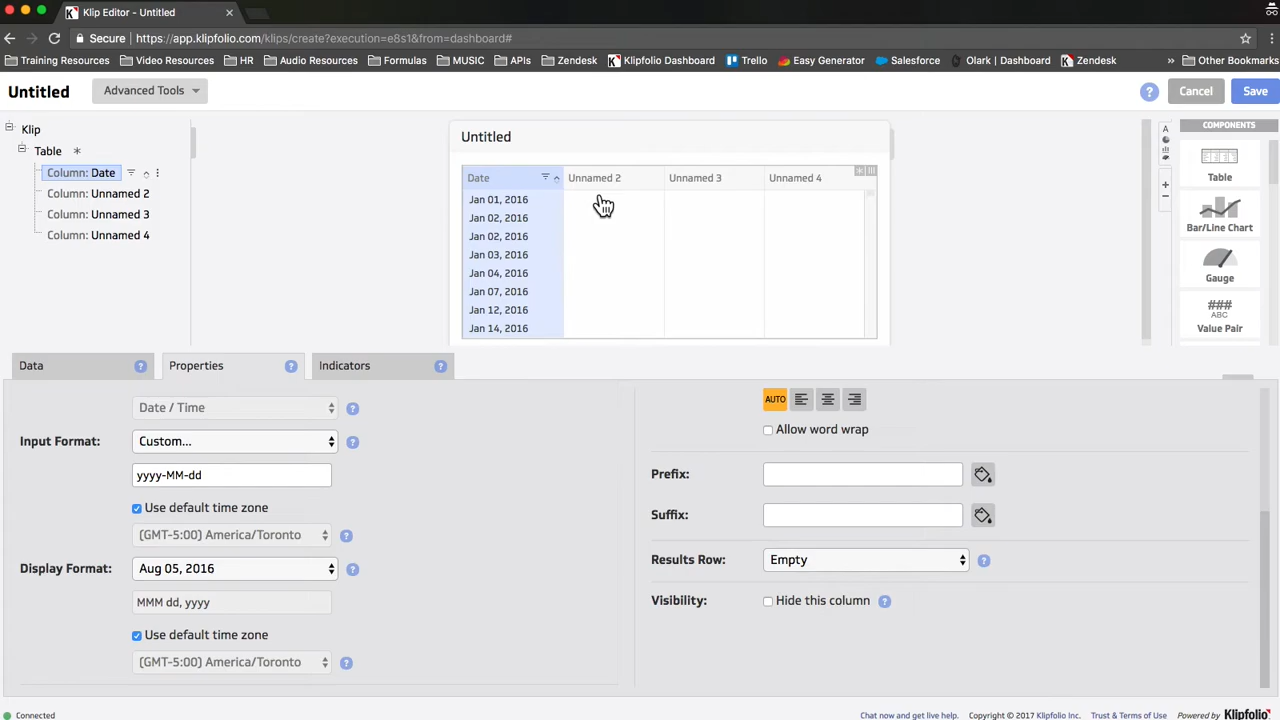 Klip Editor - Untitled
Secure https://app.klipfolio.com/klips/create?execution=e8s1&from=dashboard#
Training Resources Video Resources HR Audio Resources Formulas MUSIC APIs Zendesk Klipfolio Dashboard Trello Easy Generator Salesforce Olark | Dashboard Zendesk » Other Bookmarks
Untitled Advanced Tools ? Cancel Save
Klip
Table *
Column: Date
Column: Unnamed 2
Column: Unnamed 3
Column: Unnamed 4
Untitled
Date Unnamed 2 Unnamed 3 Unnamed 4
Jan 01, 2016
Jan 02, 2016
Jan 02, 2016
Jan 03, 2016
Jan 04, 2016
Jan 07, 2016
Jan 12, 2016
Jan 14, 2016
COMPONENTS
A
Table
Bar/Line Chart
Gauge
###
ABC
Value Pair
Data ? Properties ? Indicators ?
Date / Time ?
Input Format: Custom... ?
yyyy-MM-dd
Use default time zone
(GMT-5:00) America/Toronto ?
Display Format: Aug 05, 2016 ?
MMM dd, yyyy
Use default time zone
(GMT-5:00) America/Toronto ?
AUTO
Allow word wrap
Prefix:
Suffix:
Results Row: Empty ?
Visibility: Hide this column ?
Connected
Chat now and get live help. Copyright © 2017 Klipfolio Inc. Trust & Terms of Use Powered by Klipfolio